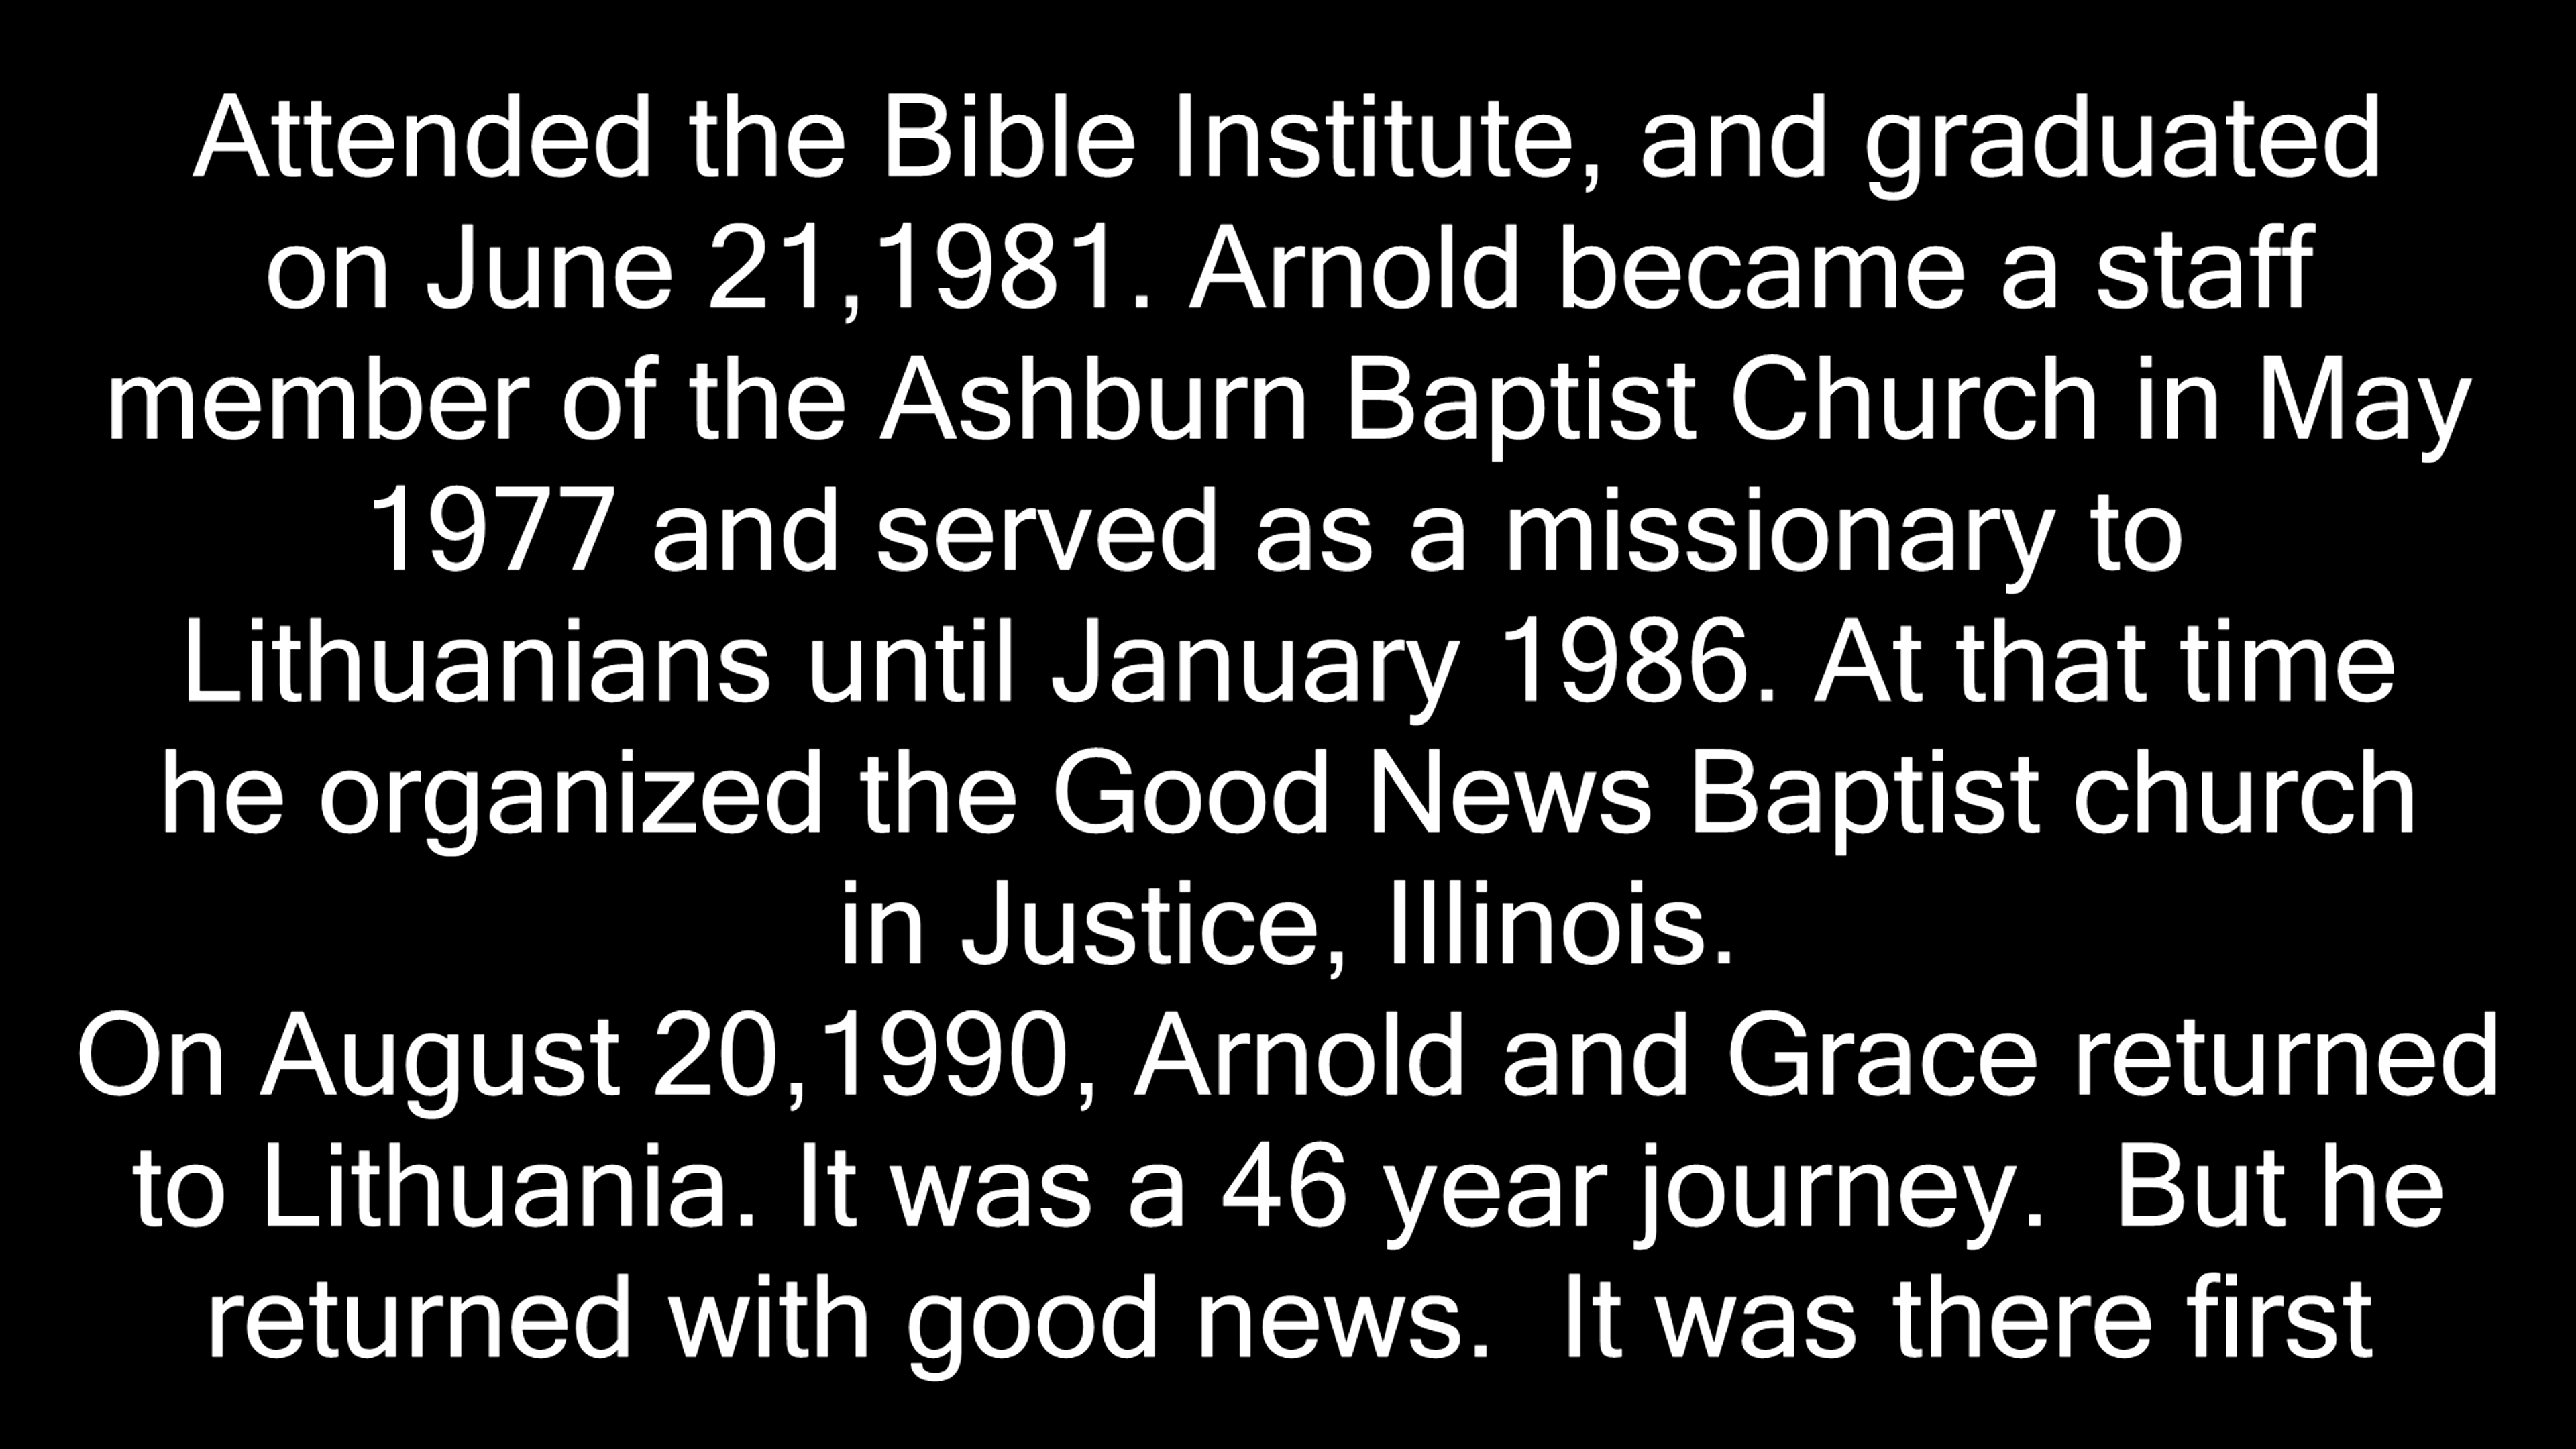 Attended the Bible Institute, and graduated
on June 21,1981. Arnold became a staff
member of the Ashburn Baptist Church in May
1977 and served as a missionary to
Lithuanians until January 1986. At that time
he organized the Good News Baptist church
in Justice, Illinois.
On August 20,1990, Arnold and Grace returned
to Lithuania. It was a 46 year journey.  But he
returned with good news.  It was there first